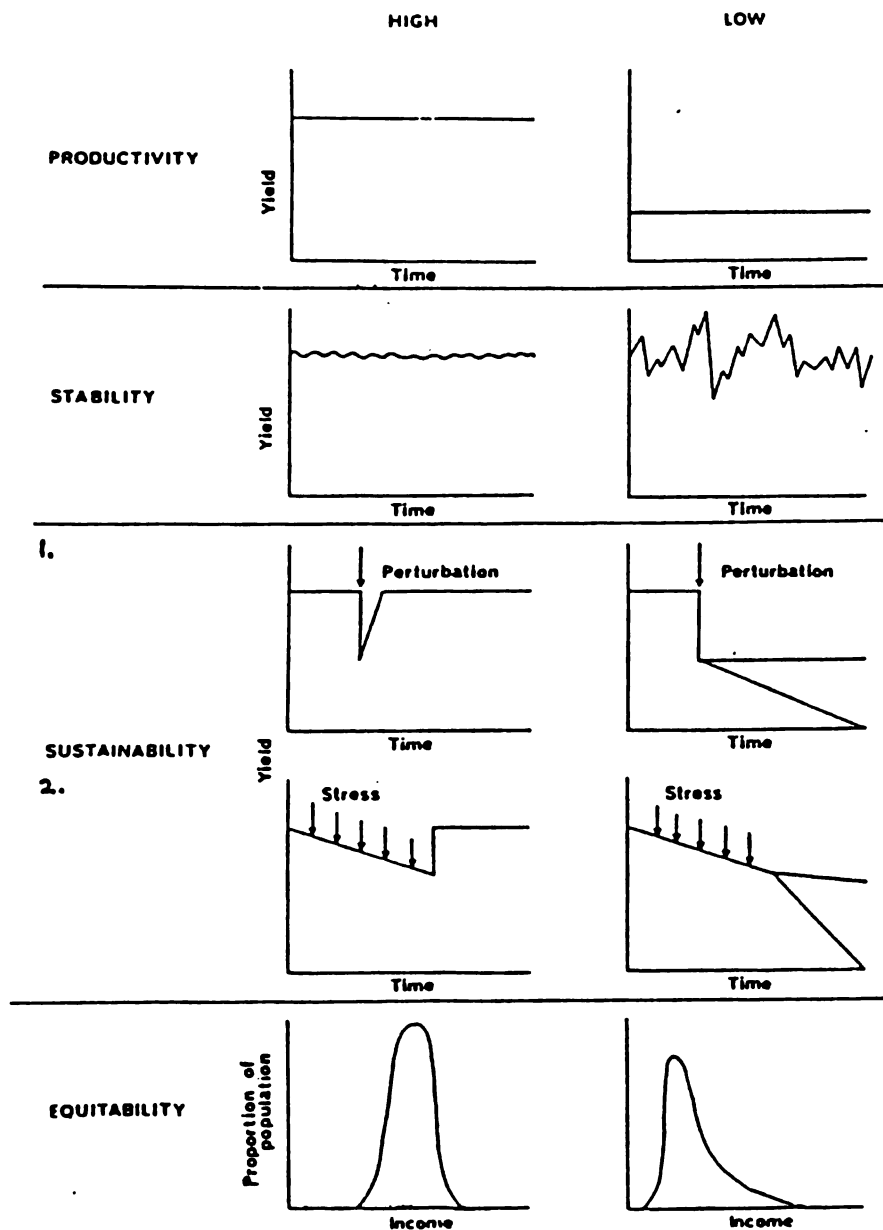 HIGH LOW
PRODUCTIVITY
Yield
Time Time
STABILITY
Yield
Time Time
1.
Perturbation Perturbation
Time Time
SUSTAINABILITY
Yield
2.
Stress Stress
Time Time
EQUITABILITY
Proportion of
population
Income Income